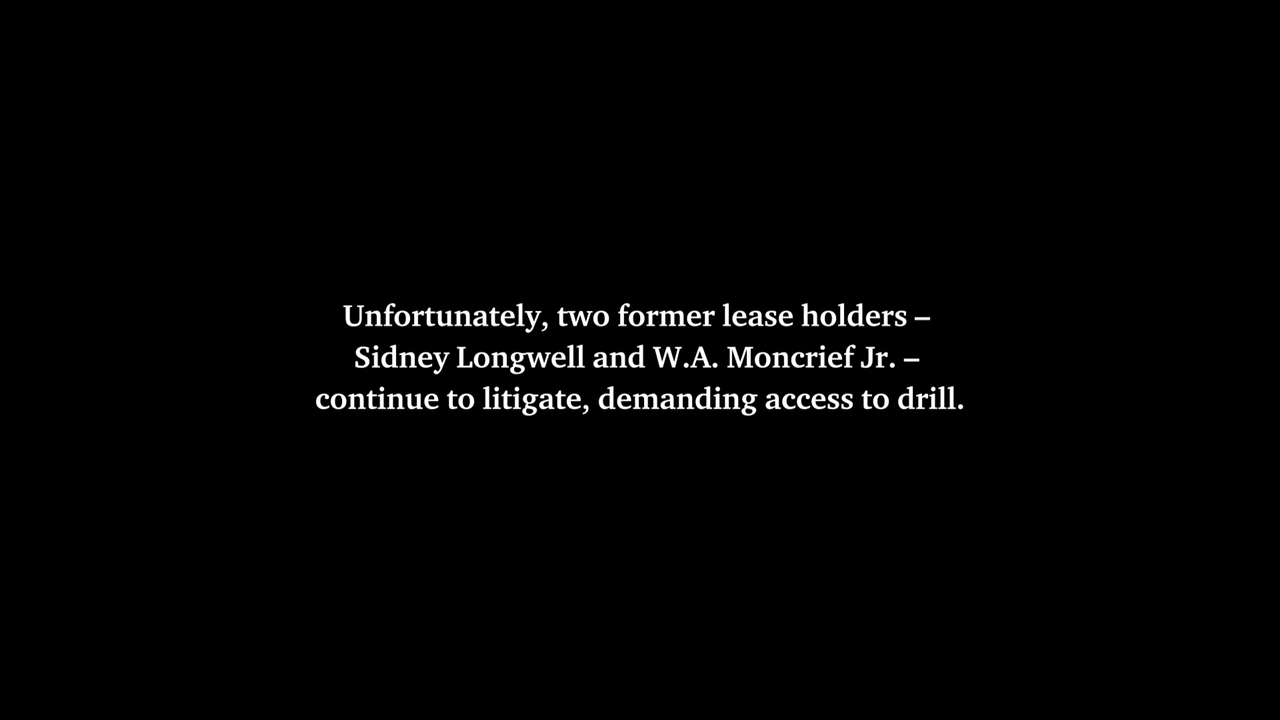 Unfortunately, two former lease holders –
Sidney Longwell and W.A. Moncrief Jr. –
continue to litigate, demanding access to drill.